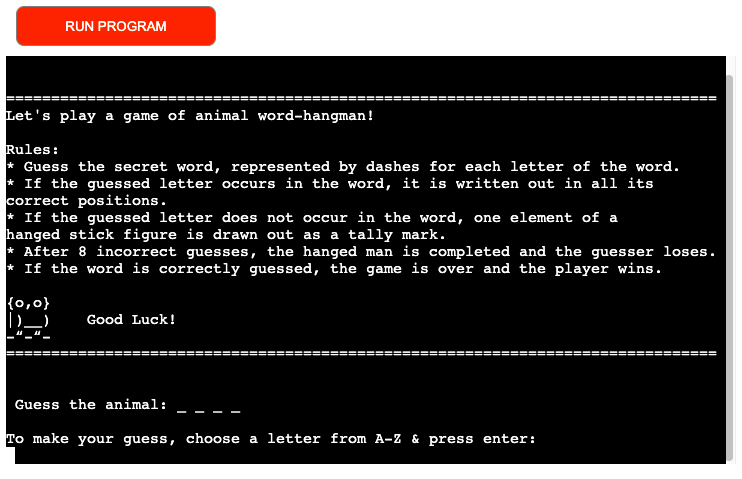 RUN PROGRAM
===============================================================================
Let's play a game of animal word-hangman!
Rules:
* Guess the secret word, represented by dashes for each letter of the word.
* If the guessed letter occurs in the word, it is written out in all its
correct positions.
* If the guessed letter does not occur in the word, one element of a
hanged stick figure is drawn out as a tally mark.
* After 8 incorrect guesses, the hanged man is completed and the guesser loses.
* If the word is correctly guessed, the game is over and the player wins.
{o,o}
|)__)    Good Luck!
-“-“-
===============================================================================
Guess the animal: _ _ _ _
To make your guess, choose a letter from A-Z & press enter: